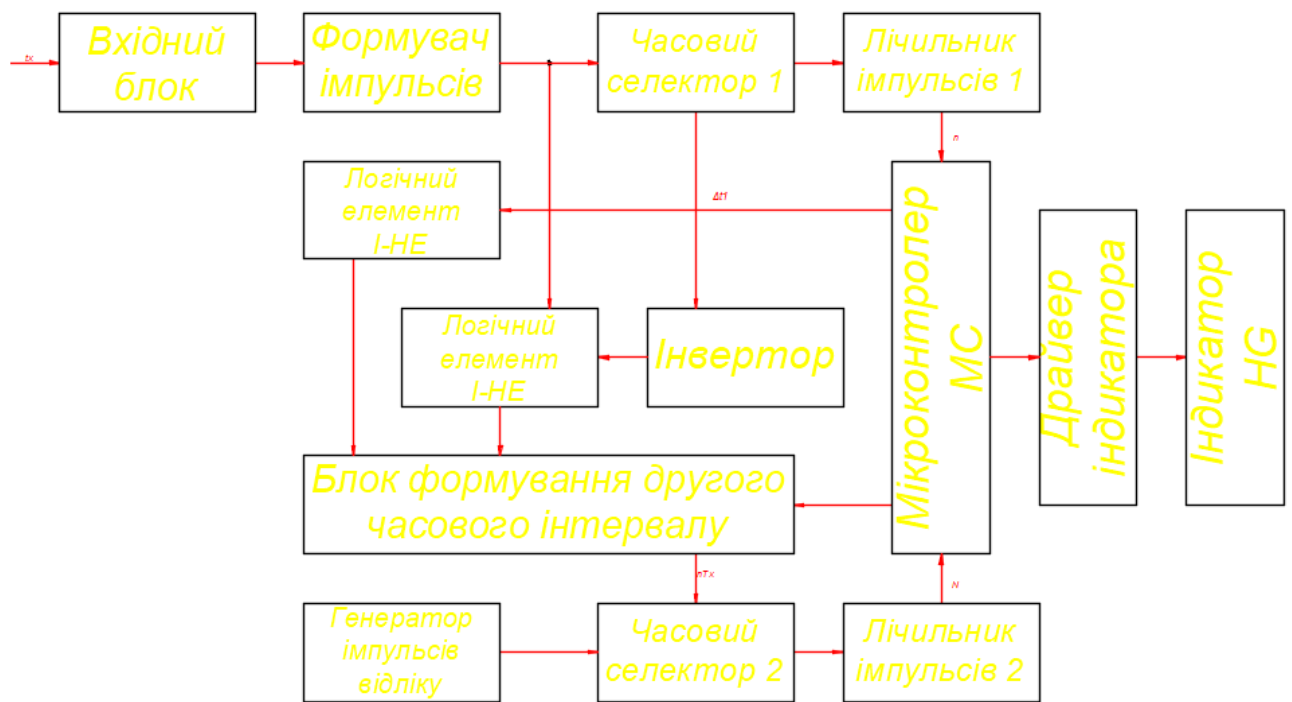 tx
Вхідний
блок
Формувач
імпульсів
Часовий
селектор 1
Лічильник
імпульсів 1
n
Логічний
елемент
І-НЕ
Δt1
Мікроконтролер
МС
Драйвер
індикатора
Індикатор
HG
Логічний
елемент
І-НЕ
Інвертор
Блок формування другого
часового інтервалу
nTx
N
Генератор
імпульсів
відліку
Часовий
селектор 2
Лічильник
імпульсів 2